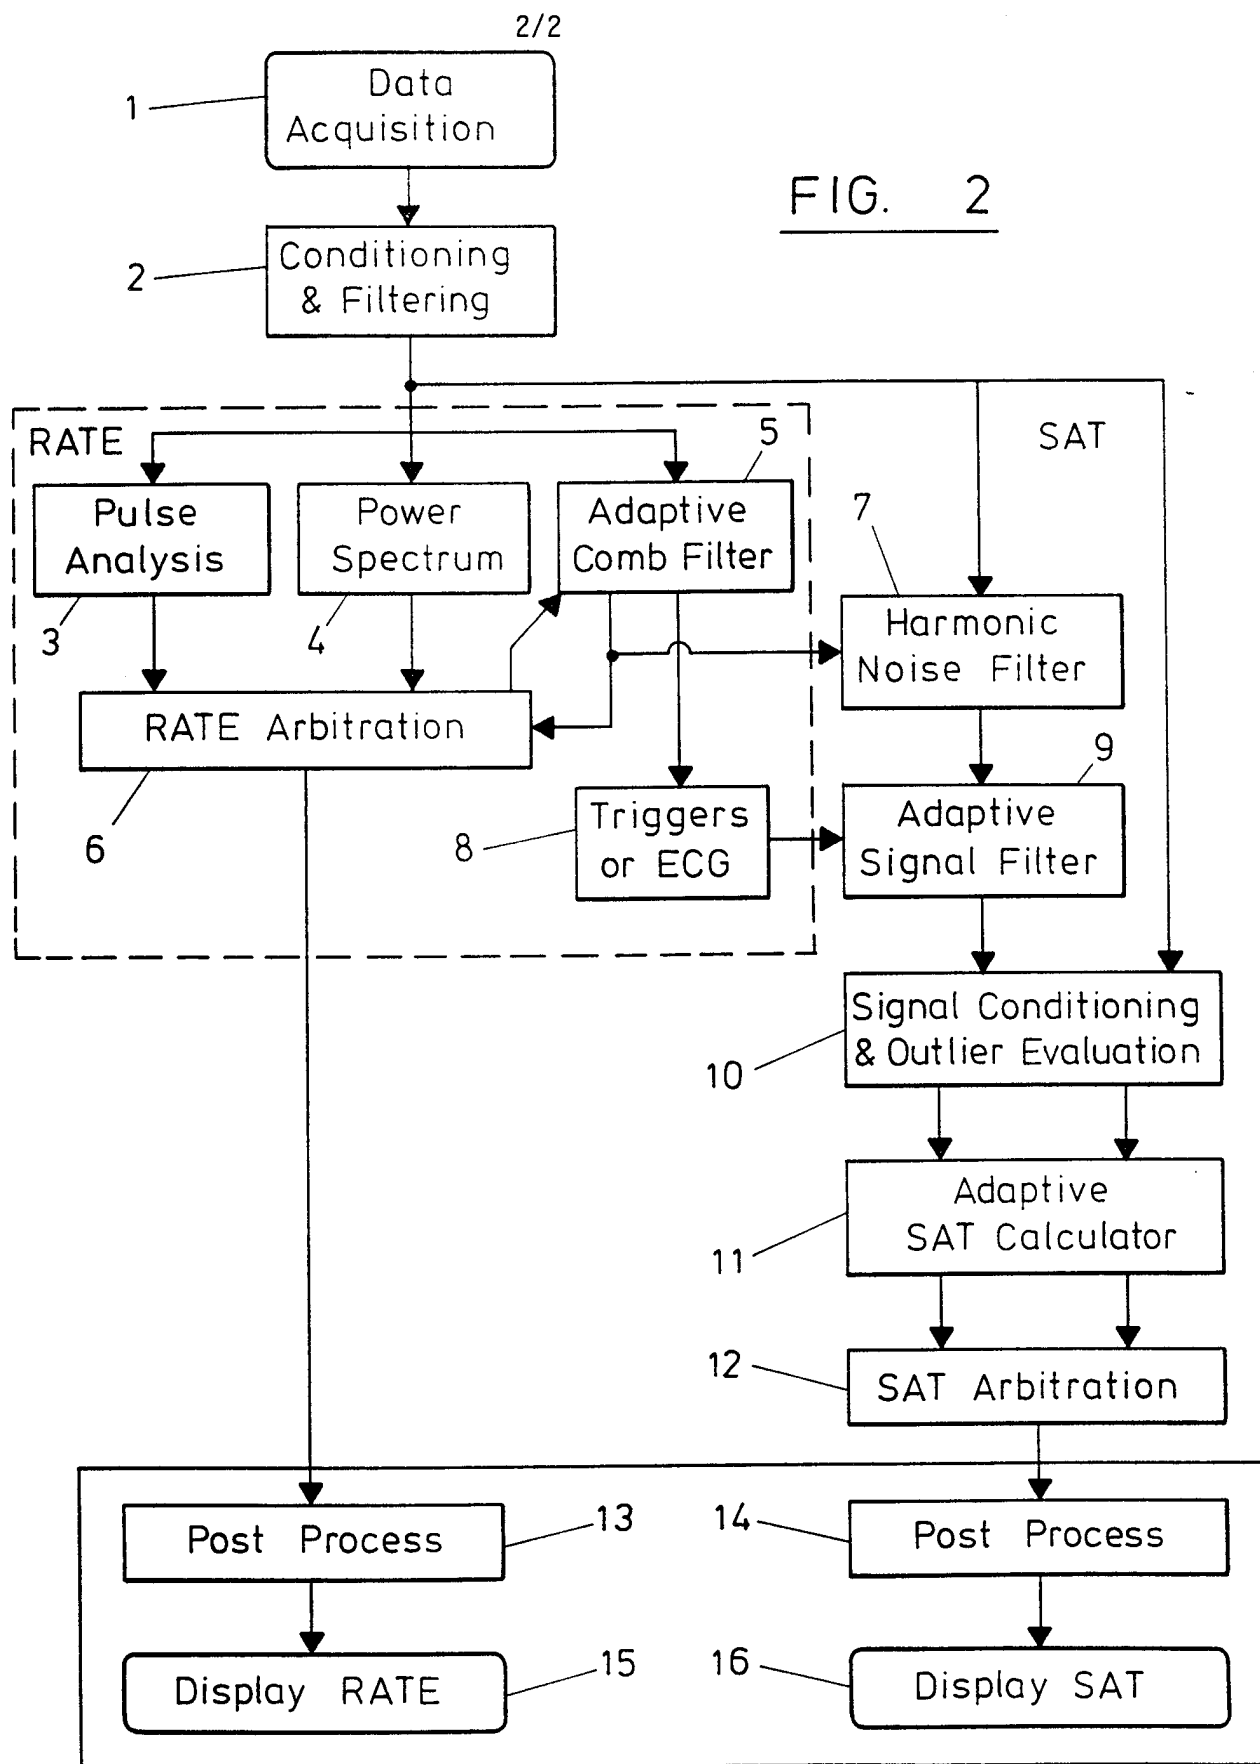 2/2
Data
Acquisition
1
FIG. 2
Conditioning
& Filtering
2
RATE
5
SAT
Pulse
Analysis
Power
Spectrum
Adaptive
Comb Filter
7
3
4
Harmonic
Noise Filter
RATE Arbitration
6
9
8
Triggers
or ECG
Adaptive
Signal Filter
Signal Conditioning
& Outlier Evaluation
10
Adaptive
SAT Calculator
11
12
SAT Arbitration
Post Process
13
14
Post Process
Display RATE
15
16
Display SAT